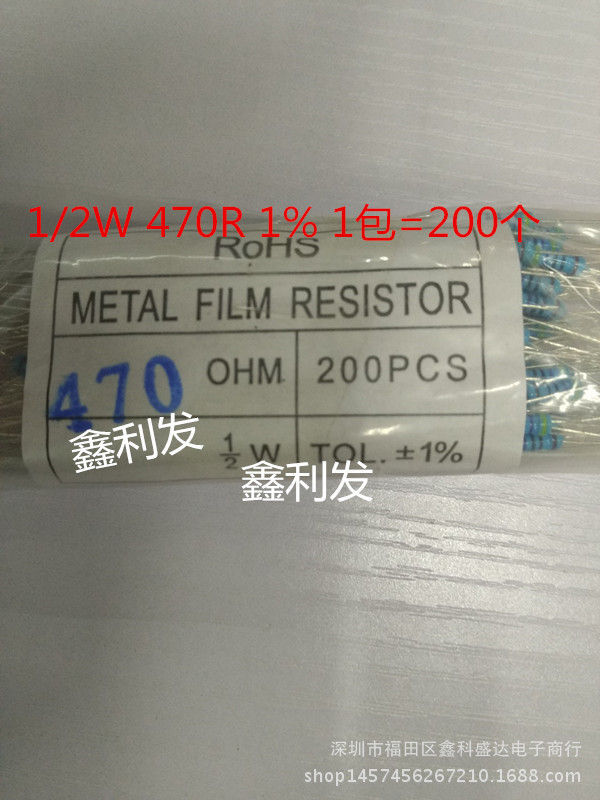 1/2W 470R 1% 1包=200个
RoHS
METAL FILM RESISTOR
470 OHM 200PCS
½ W TOL. ±1%
鑫利发
鑫利发
深圳市福田区鑫科盛达电子商行
shop1457456267210.1688.com